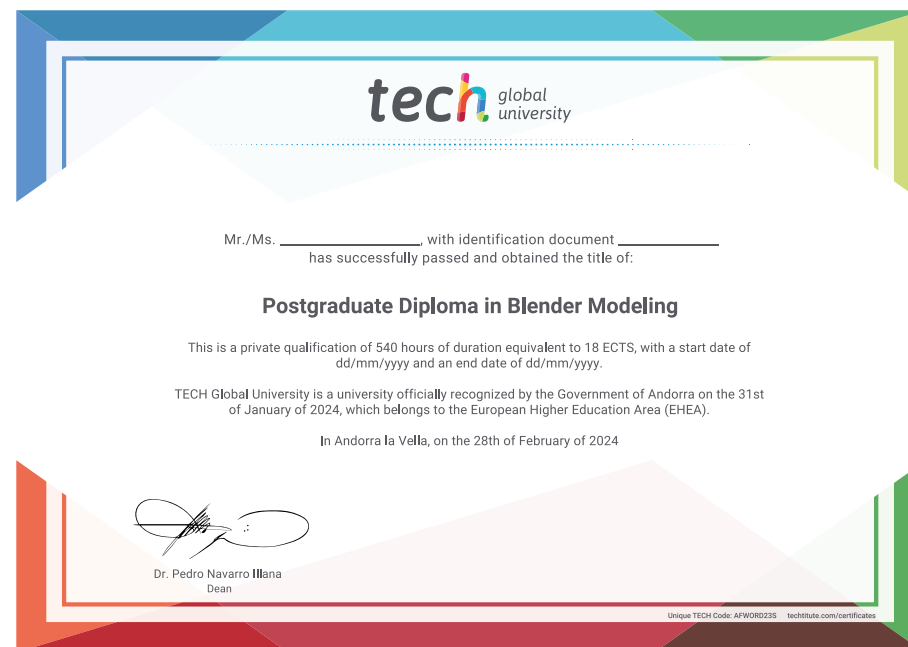 tech global university
Mr./Ms. ____________________, with identification document ______________
has successfully passed and obtained the title of:
Postgraduate Diploma in Blender Modeling
This is a private qualification of 540 hours of duration equivalent to 18 ECTS, with a start date of
dd/mm/yyyy and an end date of dd/mm/yyyy.
TECH Global University is a university officially recognized by the Government of Andorra on the 31st
of January of 2024, which belongs to the European Higher Education Area (EHEA).
In Andorra la Vella, on the 28th of February of 2024
Dr. Pedro Navarro Illana
Dean
Unique TECH Code: AFWORD23S techtitute.com/certificates